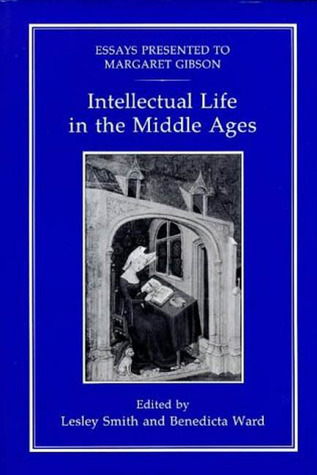 ESSAYS PRESENTED TO
MARGARET GIBSON
Intellectual Life
in the Middle Ages
Edited by
Lesley Smith and Benedicta Ward